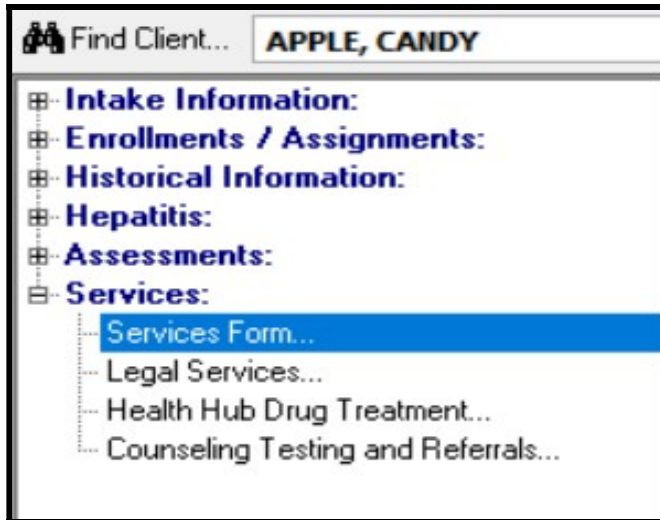 Find Client... APPLE, CANDY
Intake Information:
Enrollments / Assignments:
Historical Information:
Hepatitis:
Assessments:
Services:
Services Form...
Legal Services...
Health Hub Drug Treatment...
Counseling Testing and Referrals...